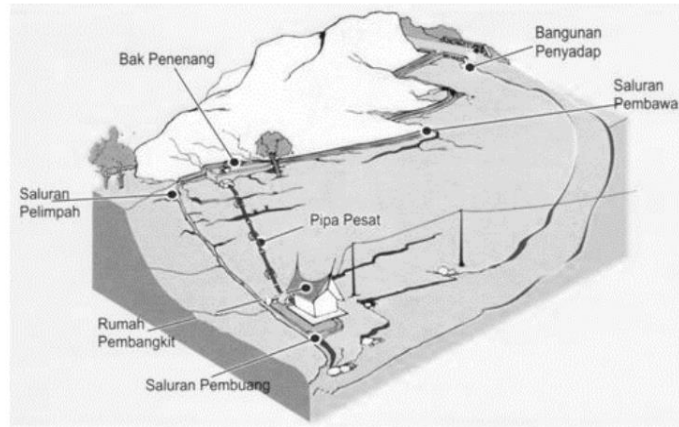 Bangunan
Penyadap
Bak Penenang
Saluran
Pembawa
Saluran
Pelimpah
Pipa Pesat
Rumah
Pembangkit
Saluran Pembuang